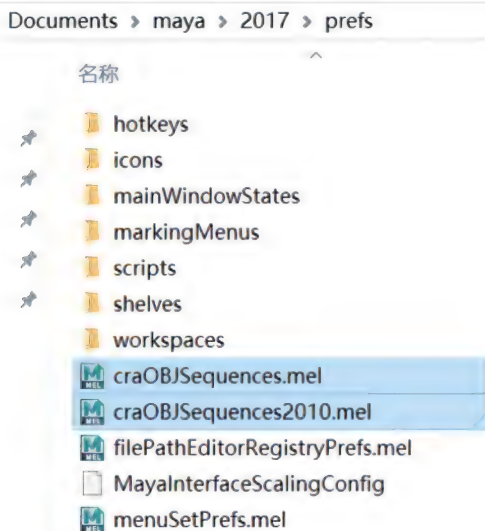 Documents > maya > 2017 > prefs
名称
hotkeys
icons
mainWindowStates
markingMenus
scripts
shelves
workspaces
craOBJSequences.mel
craOBJSequences2010.mel
filePathEditorRegistryPrefs.mel
MayaInterfaceScalingConfig
menuSetPrefs.mel